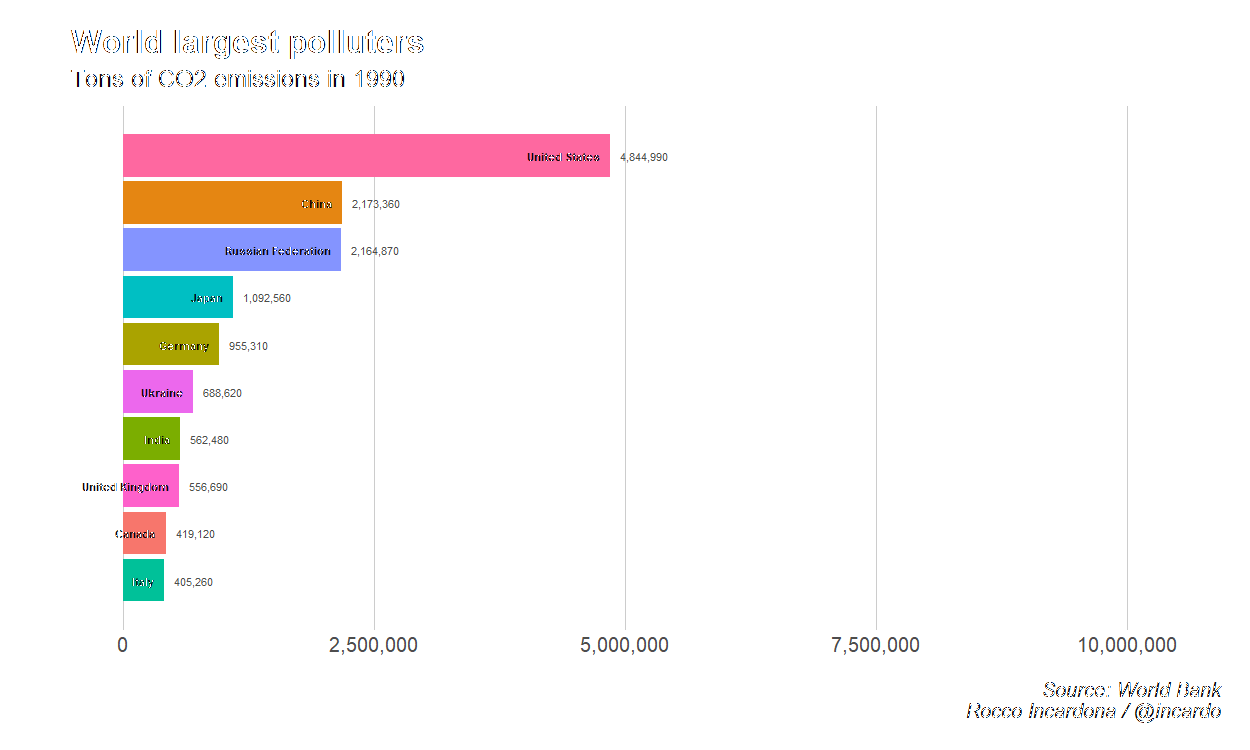 World largest polluters
Tons of CO2 emissions in 1990
United States 4,844,990
China 2,173,360
Russian Federation 2,164,870
Japan 1,092,560
Germany 955,310
Ukraine 688,620
India 562,480
United Kingdom 556,690
Canada 419,120
Italy 405,260
0 2,500,000 5,000,000 7,500,000 10,000,000
Source: World Bank
Rocco Incardona / @incardo